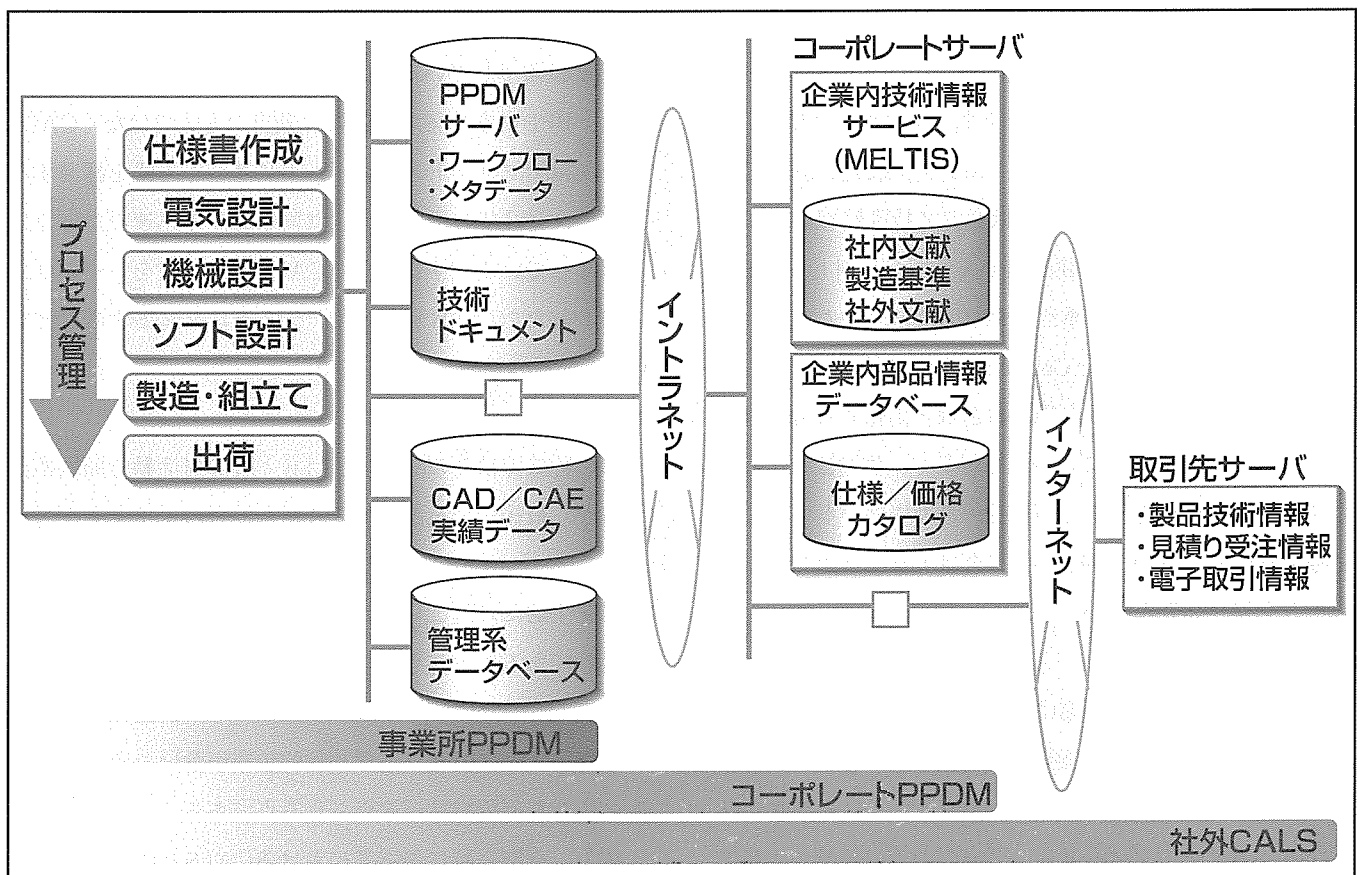 プロセス管理
仕様書作成
電気設計
機械設計
ソフト設計
製造・組立て
出荷
PPDM
サーバ
・ワークフロー
・メタデータ
技術
ドキュメント
CAD／CAE
実績データ
管理系
データベース
イントラネット
コーポレートサーバ
企業内技術情報
サービス
(MELTIS)
社内文献
製造基準
社外文献
企業内部品情報
データベース
仕様／価格
カタログ
インターネット
取引先サーバ
・製品技術情報
・見積り受注情報
・電子取引情報
事業所PPDM
コーポレートPPDM
社外CALS